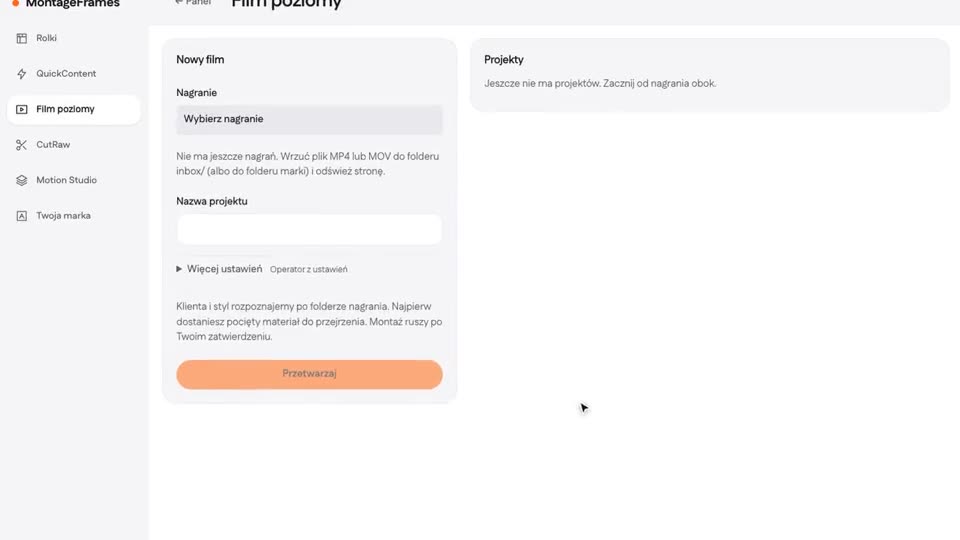 MontageFrames
← Panel
Film poziomy
Rolki
QuickContent
Film poziomy
CutRaw
Motion Studio
Twoja marka
Nowy film
Nagranie
Wybierz nagranie
Nie ma jeszcze nagrań. Wrzuć plik MP4 lub MOV do folderu
inbox/ (albo do folderu marki) i odśwież stronę.
Nazwa projektu
Więcej ustawień Operator z ustawień
Klienta i styl rozpoznajemy po folderze nagrania. Najpierw
dostaniesz pocięty materiał do przejrzenia. Montaż ruszy po
Twoim zatwierdzeniu.
Przetwarzaj
Projekty
Jeszcze nie ma projektów. Zacznij od nagrania obok.